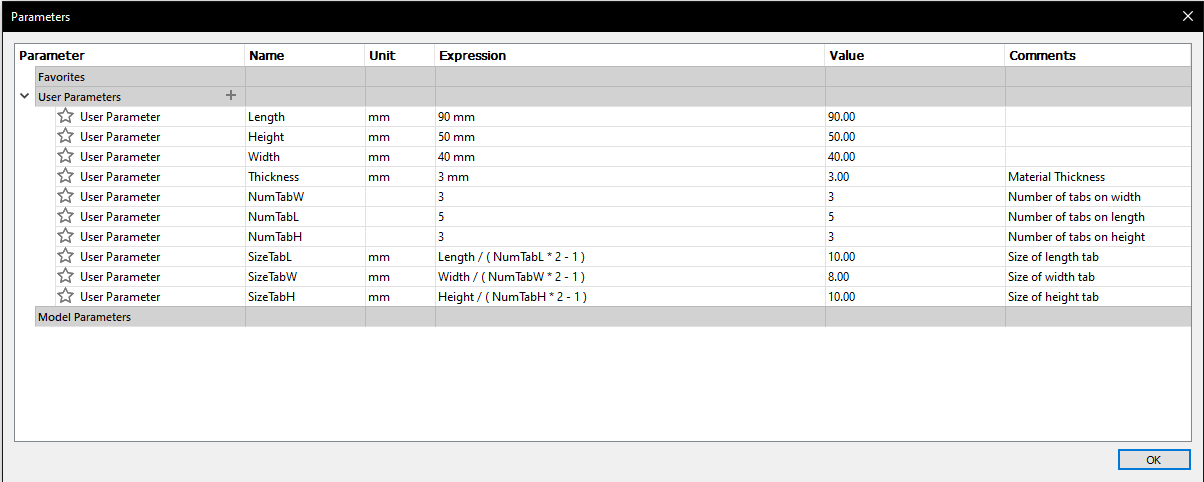 Parameters
Parameter Name Unit Expression Value Comments
Favorites
User Parameters +
User Parameter Length mm 90 mm 90.00
User Parameter Height mm 50 mm 50.00
User Parameter Width mm 40 mm 40.00
User Parameter Thickness mm 3 mm 3.00 Material Thickness
User Parameter NumTabW 3 3 Number of tabs on width
User Parameter NumTabL 5 5 Number of tabs on length
User Parameter NumTabH 3 3 Number of tabs on height
User Parameter SizeTabL mm Length / ( NumTabL * 2 - 1 ) 10.00 Size of length tab
User Parameter SizeTabW mm Width / ( NumTabW * 2 - 1 ) 8.00 Size of width tab
User Parameter SizeTabH mm Height / ( NumTabH * 2 - 1 ) 10.00 Size of height tab
Model Parameters
OK